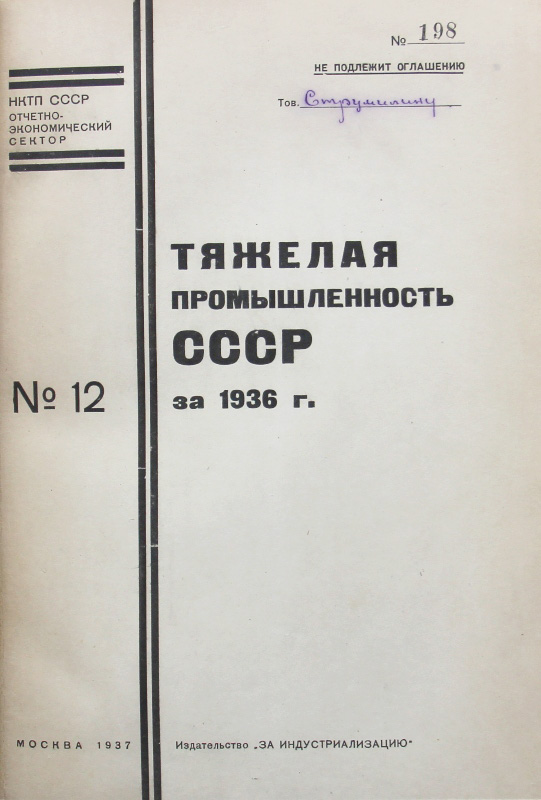 № 198
НЕ ПОДЛЕЖИТ ОГЛАШЕНИЮ
Тов. Струмилину
НКТП СССР
ОТЧЕТНО-
ЭКОНОМИЧЕСКИЙ
СЕКТОР
ТЯЖЕЛАЯ
ПРОМЫШЛЕННОСТЬ
СССР
за 1936 г.
№ 12
МОСКВА 1937
Издательство „ЗА ИНДУСТРИАЛИЗАЦИЮ"